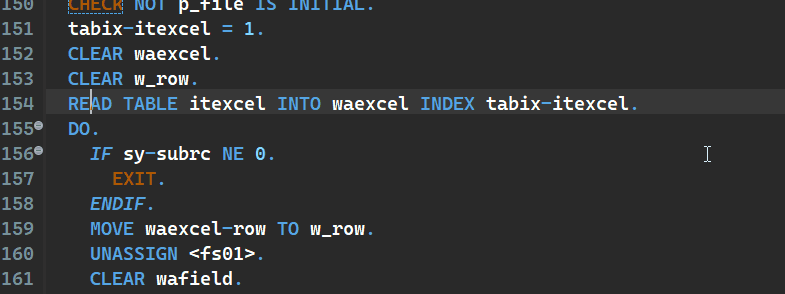 150 CHECK NOT p_file IS INITIAL.
151 tabix-itexcel = 1.
152 CLEAR waexcel.
153 CLEAR w_row.
154 READ TABLE itexcel INTO waexcel INDEX tabix-itexcel.
155 DO.
156 IF sy-subrc NE 0.
157 EXIT.
158 ENDIF.
159 MOVE waexcel-row TO w_row.
160 UNASSIGN <fs01>.
161 CLEAR wafield.